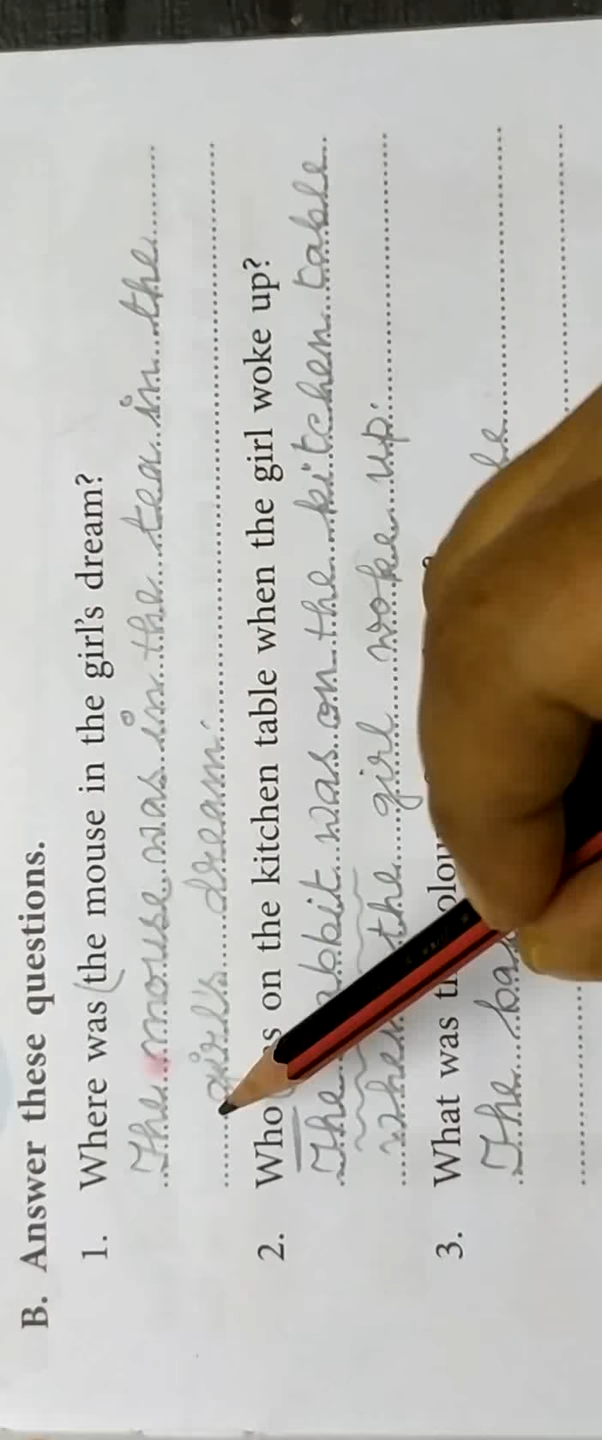 B. Answer these questions.
1. Where was (the mouse in the girl's dream?
The mouse was in the tea in the
girl's dream.
2. Who on the kitchen table when the girl woke up?
The was on the kitchen table
when the girl woke up.
3. What was
The be